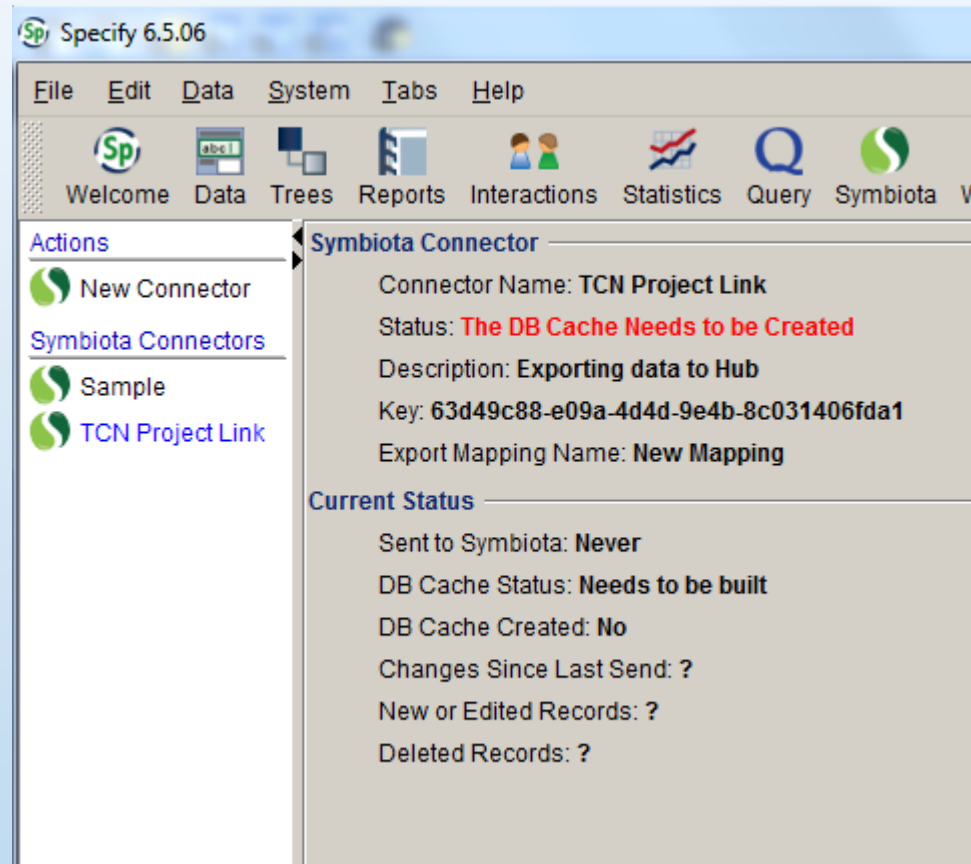 Sp Specify 6.5.06
File Edit Data System Tabs Help
Sp abcl Q
Welcome Data Trees Reports Interactions Statistics Query Symbiota
Actions
New Connector
Symbiota Connectors
Sample
TCN Project Link
Symbiota Connector
Connector Name: TCN Project Link
Status: The DB Cache Needs to be Created
Description: Exporting data to Hub
Key: 63d49c88-e09a-4d4d-9e4b-8c031406fda1
Export Mapping Name: New Mapping
Current Status
Sent to Symbiota: Never
DB Cache Status: Needs to be built
DB Cache Created: No
Changes Since Last Send: ?
New or Edited Records: ?
Deleted Records: ?